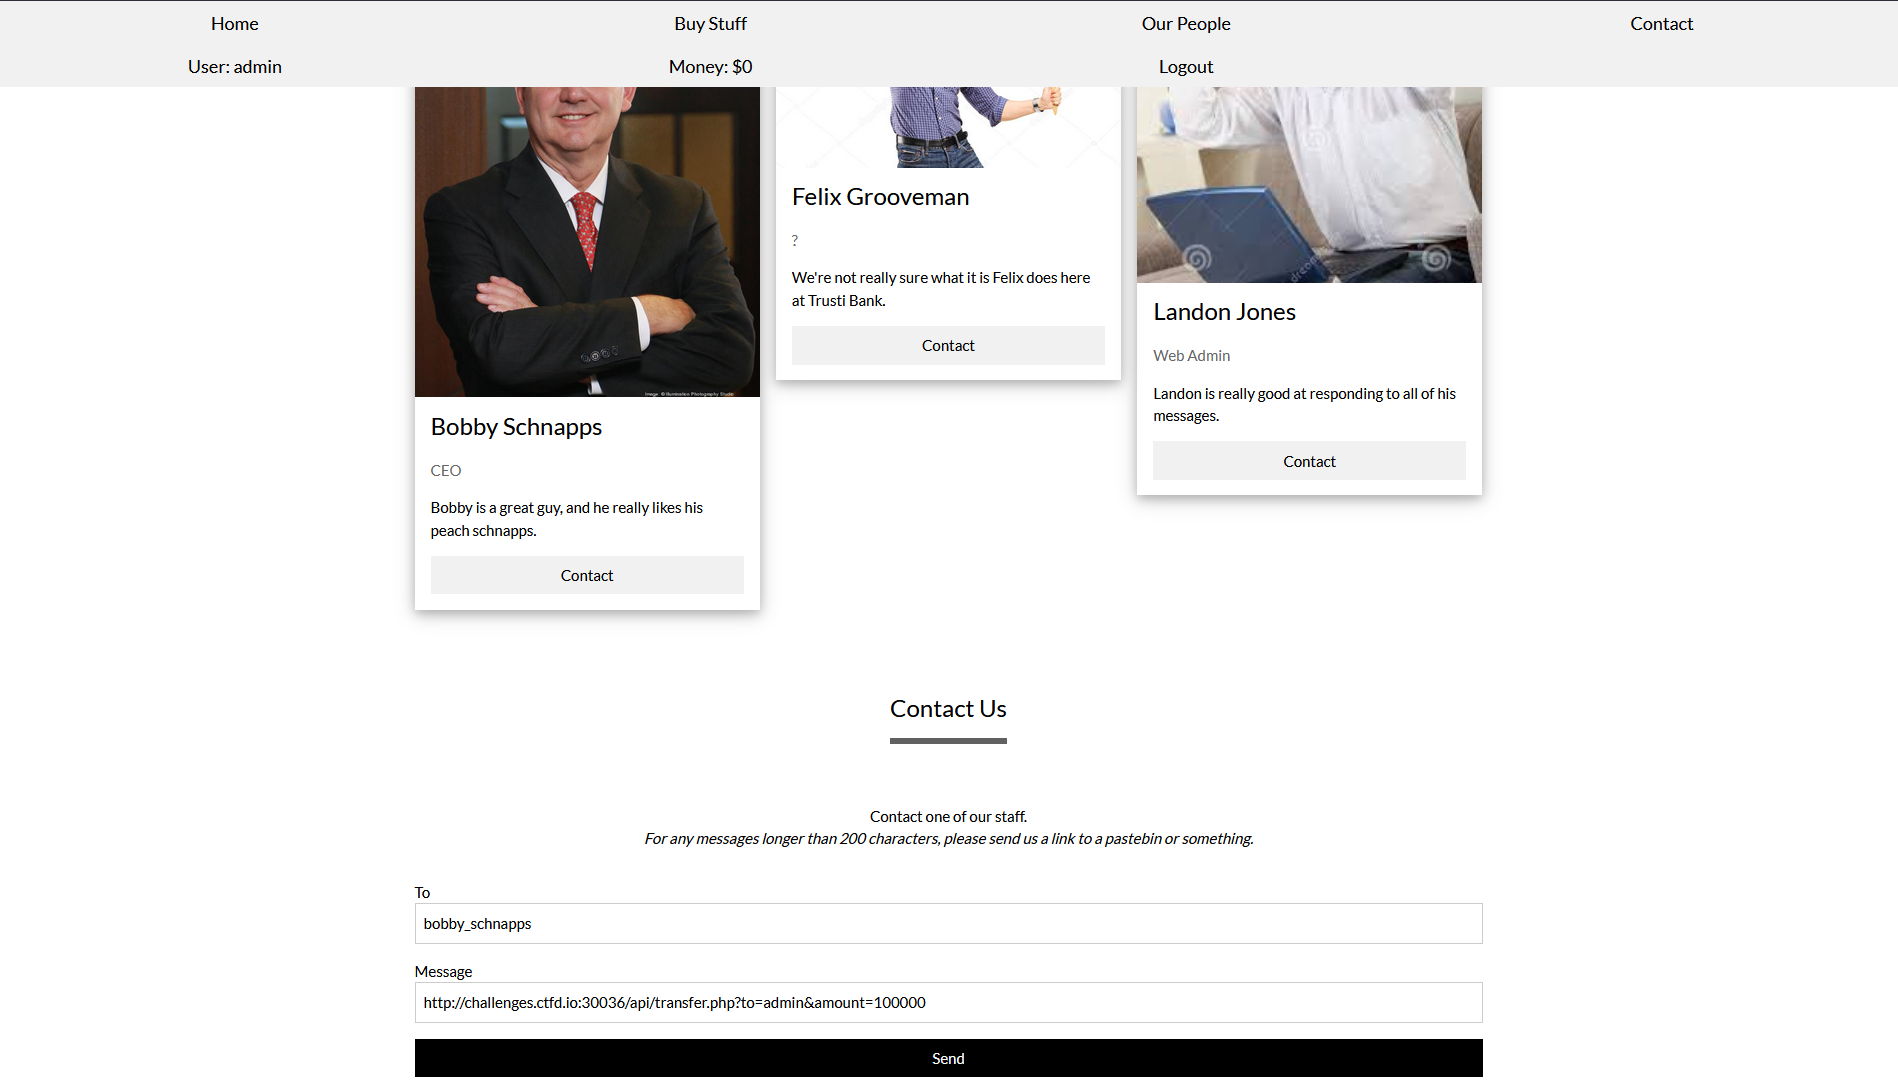 Home
Buy Stuff
Our People
Contact
User: admin
Money: $0
Logout
Bobby Schnapps
CEO
Bobby is a great guy, and he really likes his
peach schnapps.
Contact
Felix Grooveman
?
We're not really sure what it is Felix does here
at Trusti Bank.
Contact
Landon Jones
Web Admin
Landon is really good at responding to all of his
messages.
Contact
Contact Us
Contact one of our staff.
For any messages longer than 200 characters, please send us a link to a pastebin or something.
To
bobby_schnapps
Message
http://challenges.ctfd.io:30036/api/transfer.php?to=admin&amount=100000
Send